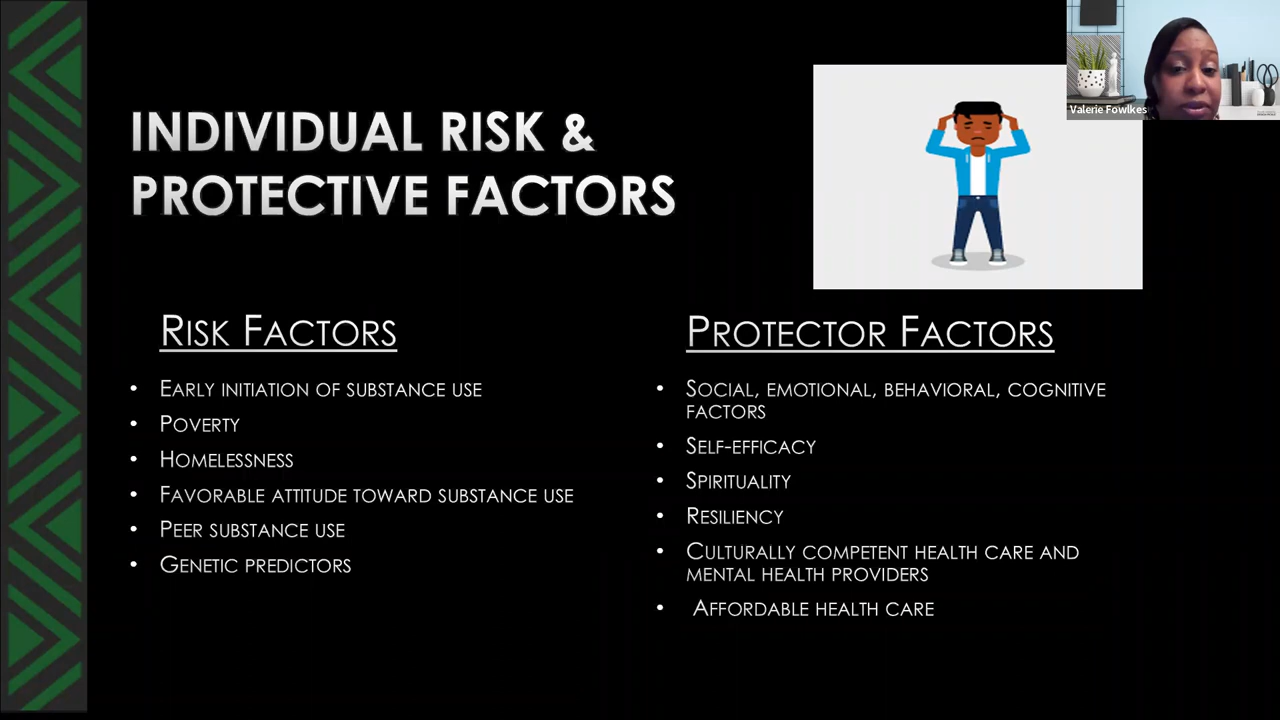 INDIVIDUAL RISK &
PROTECTIVE FACTORS
Valerie Fowlkes
RISK FACTORS
• EARLY INITIATION OF SUBSTANCE USE
• POVERTY
• HOMELESSNESS
• FAVORABLE ATTITUDE TOWARD SUBSTANCE USE
• PEER SUBSTANCE USE
• GENETIC PREDICTORS
PROTECTOR FACTORS
• SOCIAL, EMOTIONAL, BEHAVIORAL, COGNITIVE
FACTORS
• SELF-EFFICACY
• SPIRITUALITY
• RESILIENCY
• CULTURALLY COMPETENT HEALTH CARE AND
MENTAL HEALTH PROVIDERS
• AFFORDABLE HEALTH CARE